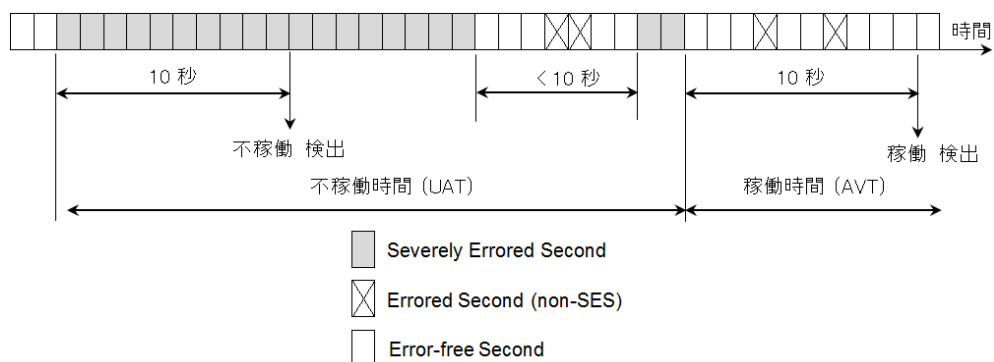 時間
10 秒
< 10 秒
10 秒
不稼働 検出
稼働 検出
不稼働時間 (UAT)
稼働時間 (AVT)
Severely Errored Second
Errored Second (non-SES)
Error-free Second